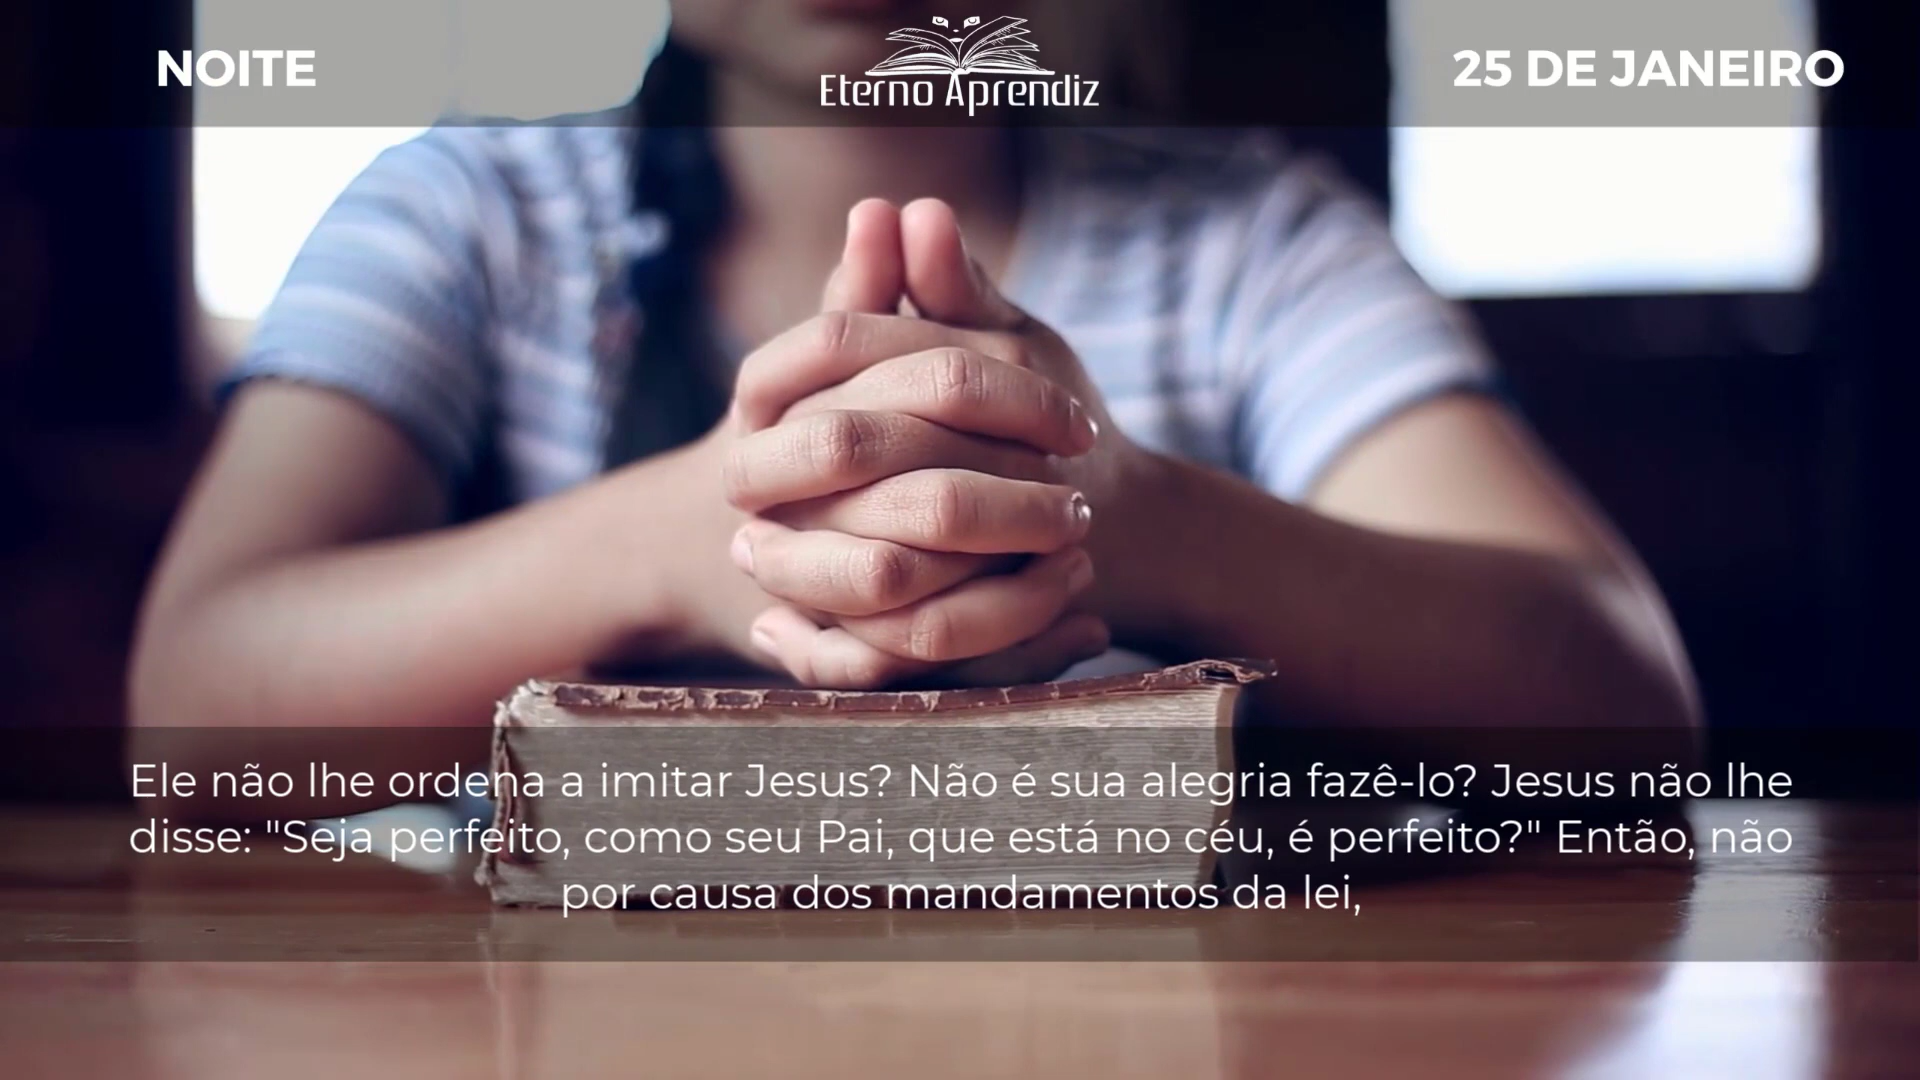 NOITE
Eterno Aprendiz
25 DE JANEIRO
Ele não lhe ordena a imitar Jesus? Não é sua alegria fazê-lo? Jesus não lhe
disse: "Seja perfeito, como seu Pai, que está no céu, é perfeito?" Então, não
por causa dos mandamentos da lei,